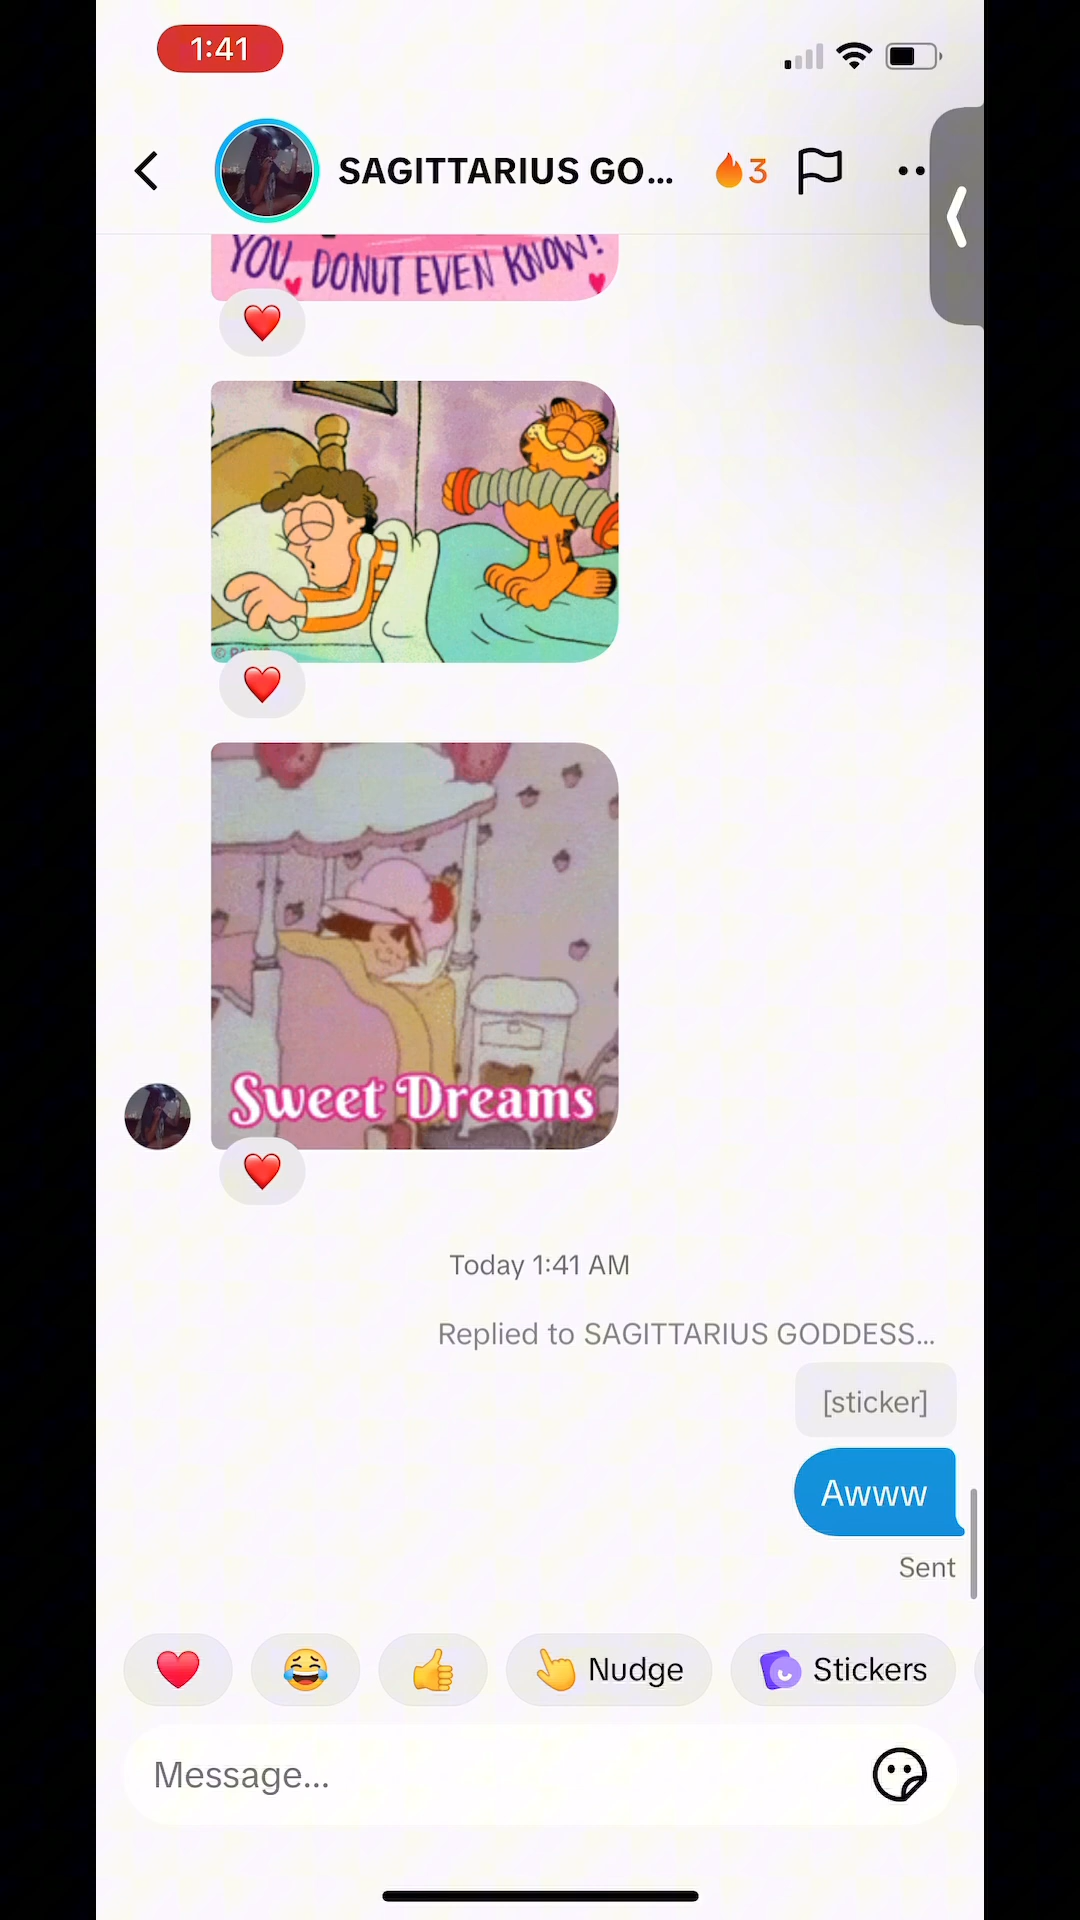 1:41
SAGITTARIUS GO...
3
YOU DONUT EVEN KNOW!
Sweet Dreams
Today 1:41 AM
Replied to SAGITTARIUS GODDESS...
[sticker]
Awww
Sent
Nudge
Stickers
Message...